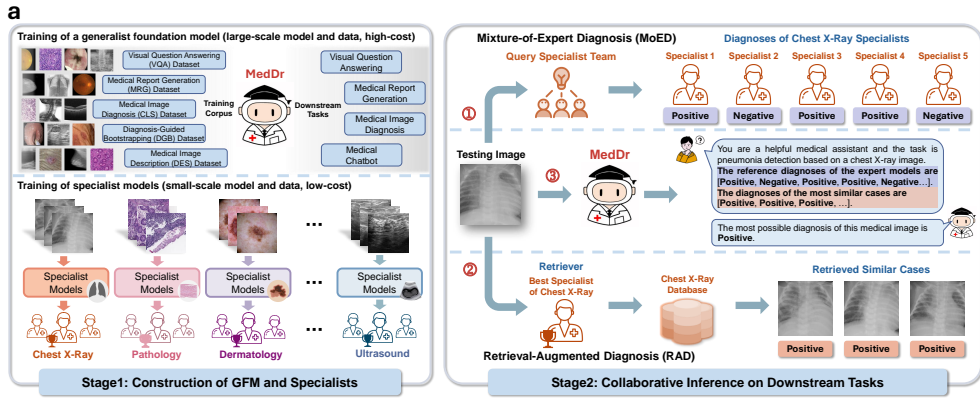 a
Training of a generalist foundation model (large-scale model and data, high-cost)
Visual Question Answering
(VQA) Dataset
Medical Report Generation
(MRG) Dataset
Medical Image
Diagnosis (CLS) Dataset
Diagnosis-Guided
Bootstrapping (DGB) Dataset
Medical Image
Description (DES) Dataset
Training
Corpus
MedDr
Downstream
Tasks
Visual Question
Answering
Medical Report
Generation
Medical Image
Diagnosis
Medical
Chatbot
Training of specialist models (small-scale model and data, low-cost)
...
Specialist
Models
Specialist
Models
Specialist
Models
...
Specialist
Models
Chest X-Ray
Pathology
Dermatology
...
Ultrasound
Stage1: Construction of GFM and Specialists
Mixture-of-Expert Diagnosis (MoED)
Query Specialist Team
Diagnoses of Chest X-Ray Specialists
Specialist 1 Specialist 2 Specialist 3 Specialist 4 Specialist 5
Positive Negative Positive Positive Negative
①
Testing Image
③
MedDr
You are a helpful medical assistant and the task is
pneumonia detection based on a chest X-ray image.
The reference diagnoses of the expert models are
[Positive, Negative, Positive, Positive, Negative...].
The diagnoses of the most similar cases are
[Positive, Positive, Positive, ...].
The most possible diagnosis of this medical image is
Positive.
②
Retriever
Best Specialist
of Chest X-Ray
Chest X-Ray
Database
Retrieved Similar Cases
Positive Positive Positive
Retrieval-Augmented Diagnosis (RAD)
Stage2: Collaborative Inference on Downstream Tasks